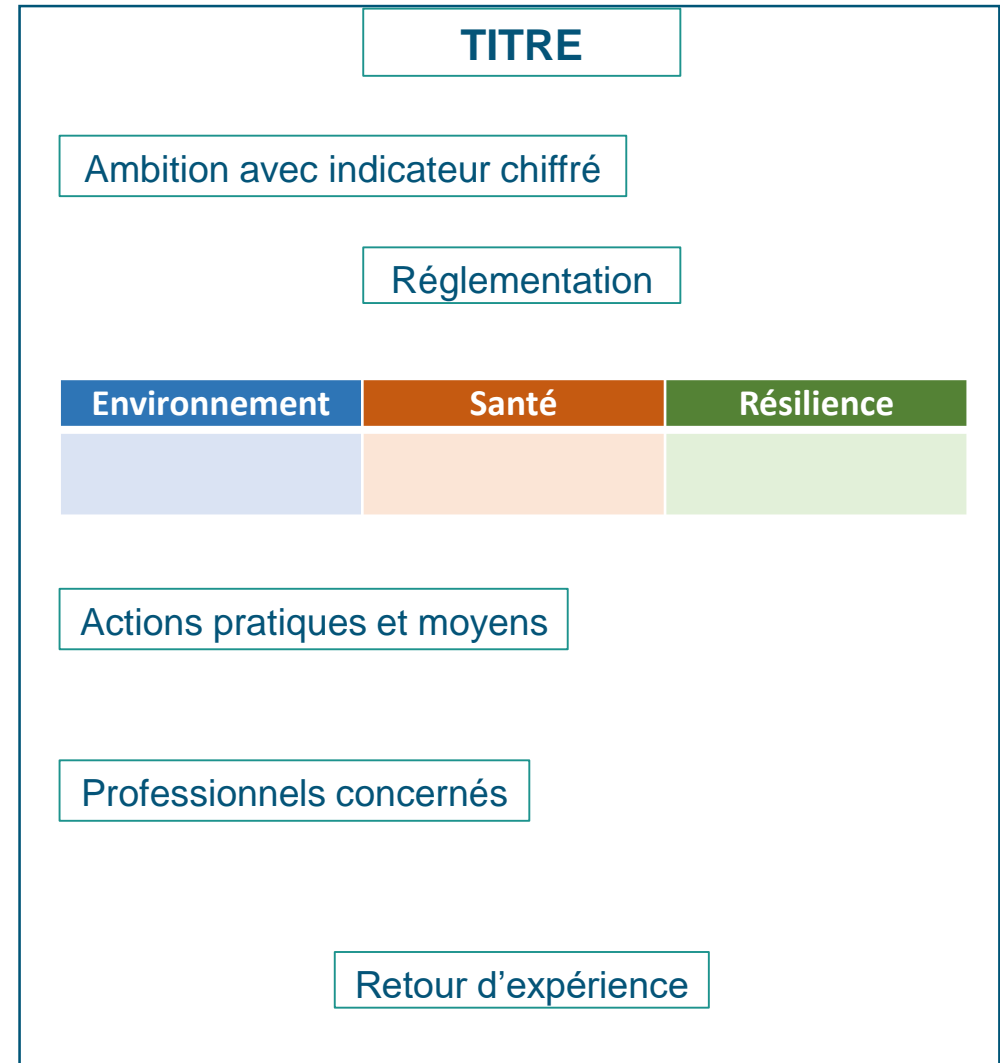 TITRE
Ambition avec indicateur chiffré
Réglementation
Environnement Santé Résilience
Actions pratiques et moyens
Professionnels concernés
Retour d’expérience